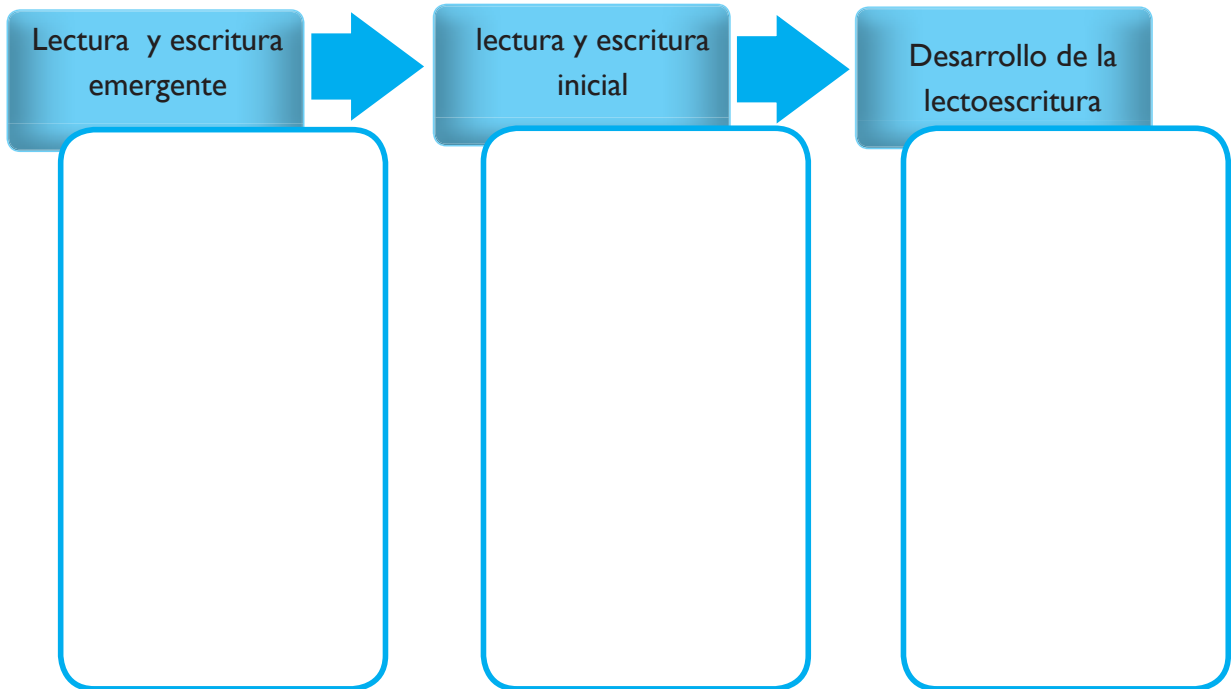 Lectura y escritura
emergente
lectura y escritura
inicial
Desarrollo de la
lectoescritura